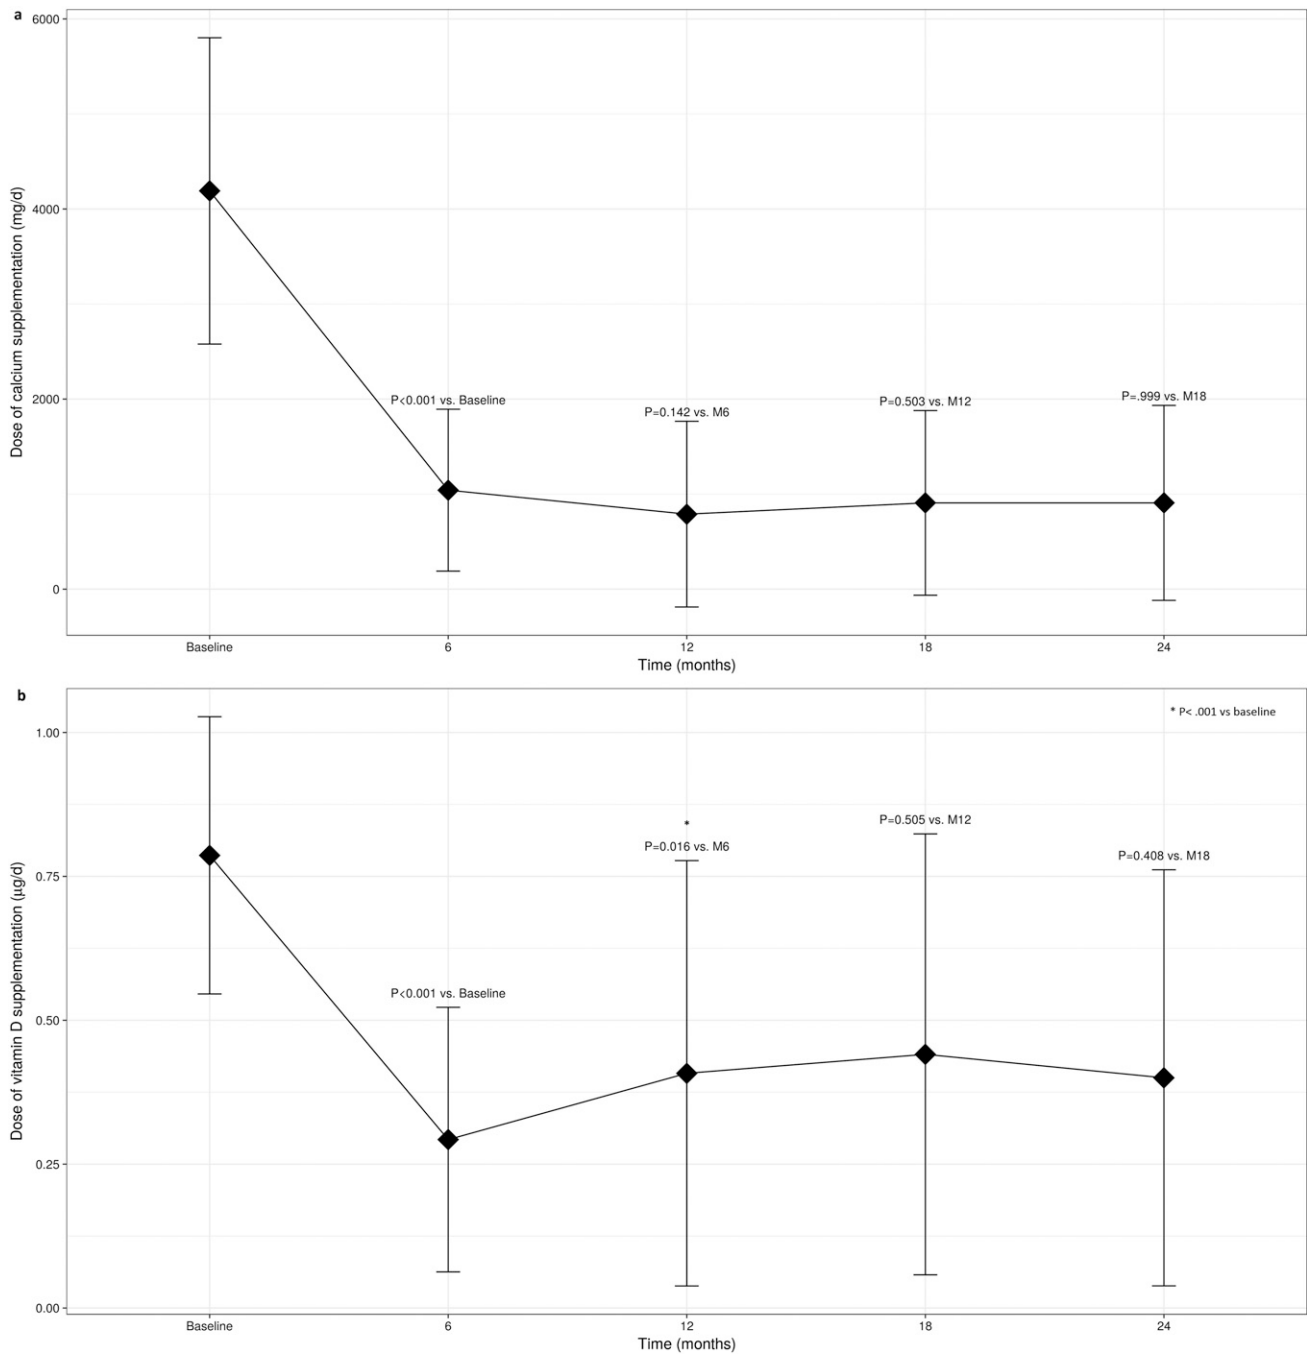 a
Dose of calcium supplementation (mg/d)
6000
4000
2000
0
P<0.001 vs. Baseline
P=0.142 vs. M6
P=0.503 vs. M12
P=.999 vs. M18
Baseline
6
12
18
24
Time (months)
b
Dose of vitamin D supplementation (µg/d)
* P< .001 vs baseline
1.00
0.75
0.50
0.25
0.00
P<0.001 vs. Baseline
*
P=0.016 vs. M6
P=0.505 vs. M12
P=0.408 vs. M18
Baseline
6
12
18
24
Time (months)